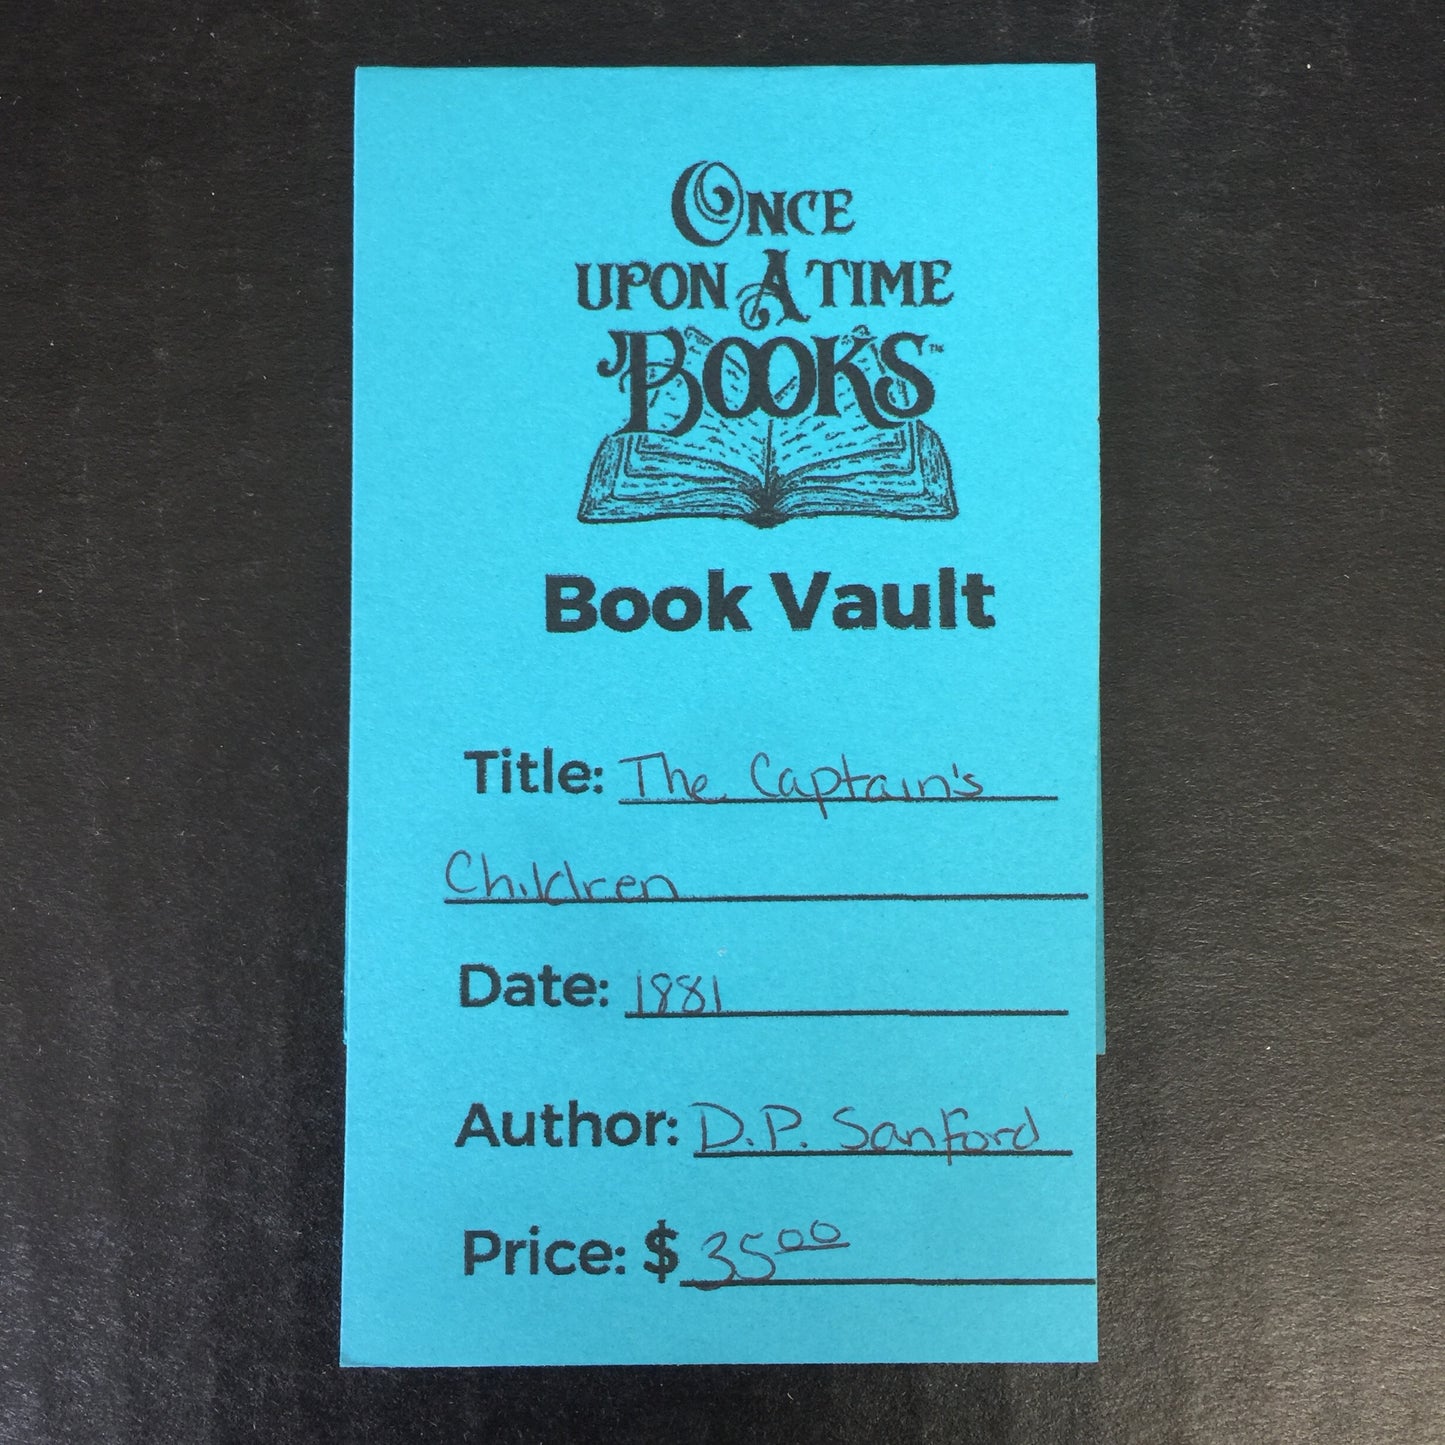 ONCE
UPON A TIME
BOOKS™
Book Vault
Title: The Captain's
Children
Date: 1881
Author: D.P. Sanford
Price: $ 35 00